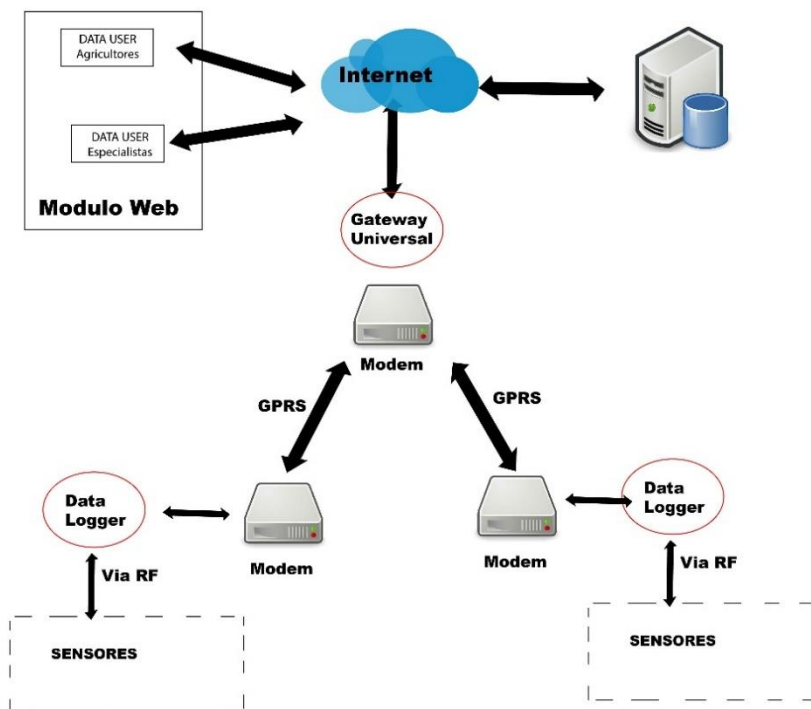 DATA USER
Agricultores
DATA USER
Especialistas
Modulo Web
Internet
Gateway
Universal
Modem
GPRS
GPRS
Data
Logger
Modem
Modem
Data
Logger
Via RF
Via RF
SENSORES
SENSORES